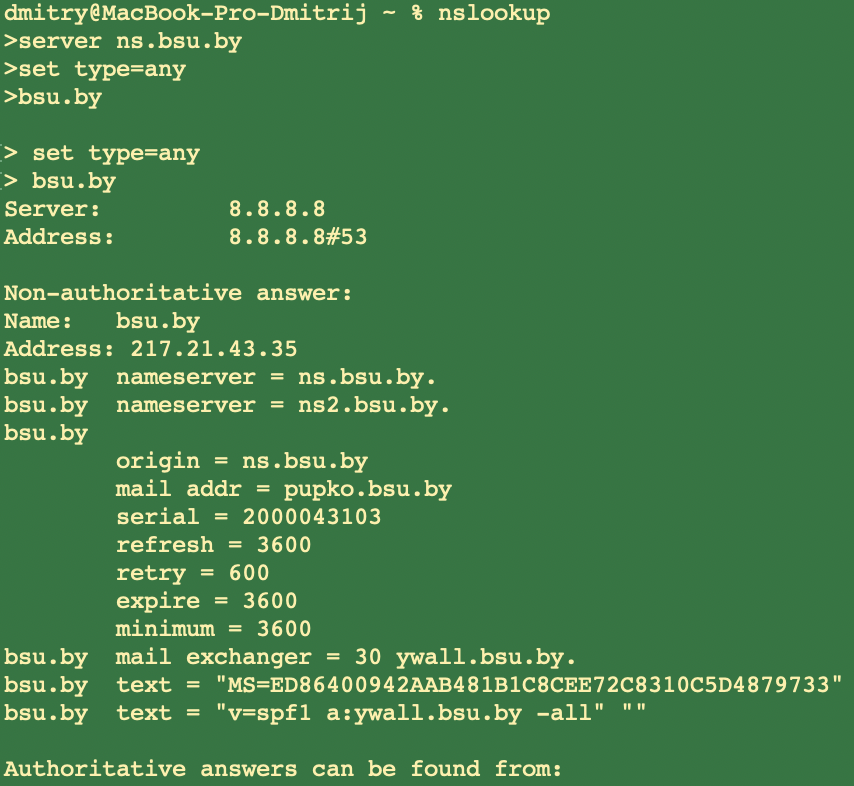 dmitry@MacBook-Pro-Dmitrij ~ % nslookup
>server ns.bsu.by
>set type=any
>bsu.by
> set type=any
> bsu.by
Server: 8.8.8.8
Address: 8.8.8.8#53
Non-authoritative answer:
Name: bsu.by
Address: 217.21.43.35
bsu.by nameserver = ns.bsu.by.
bsu.by nameserver = ns2.bsu.by.
bsu.by
origin = ns.bsu.by
mail addr = pupko.bsu.by
serial = 2000043103
refresh = 3600
retry = 600
expire = 3600
minimum = 3600
bsu.by mail exchanger = 30 ywall.bsu.by.
bsu.by text = "MS=ED86400942AAB481B1C8CEE72C8310C5D4879733"
bsu.by text = "v=spf1 a:ywall.bsu.by -all" ""
Authoritative answers can be found from: